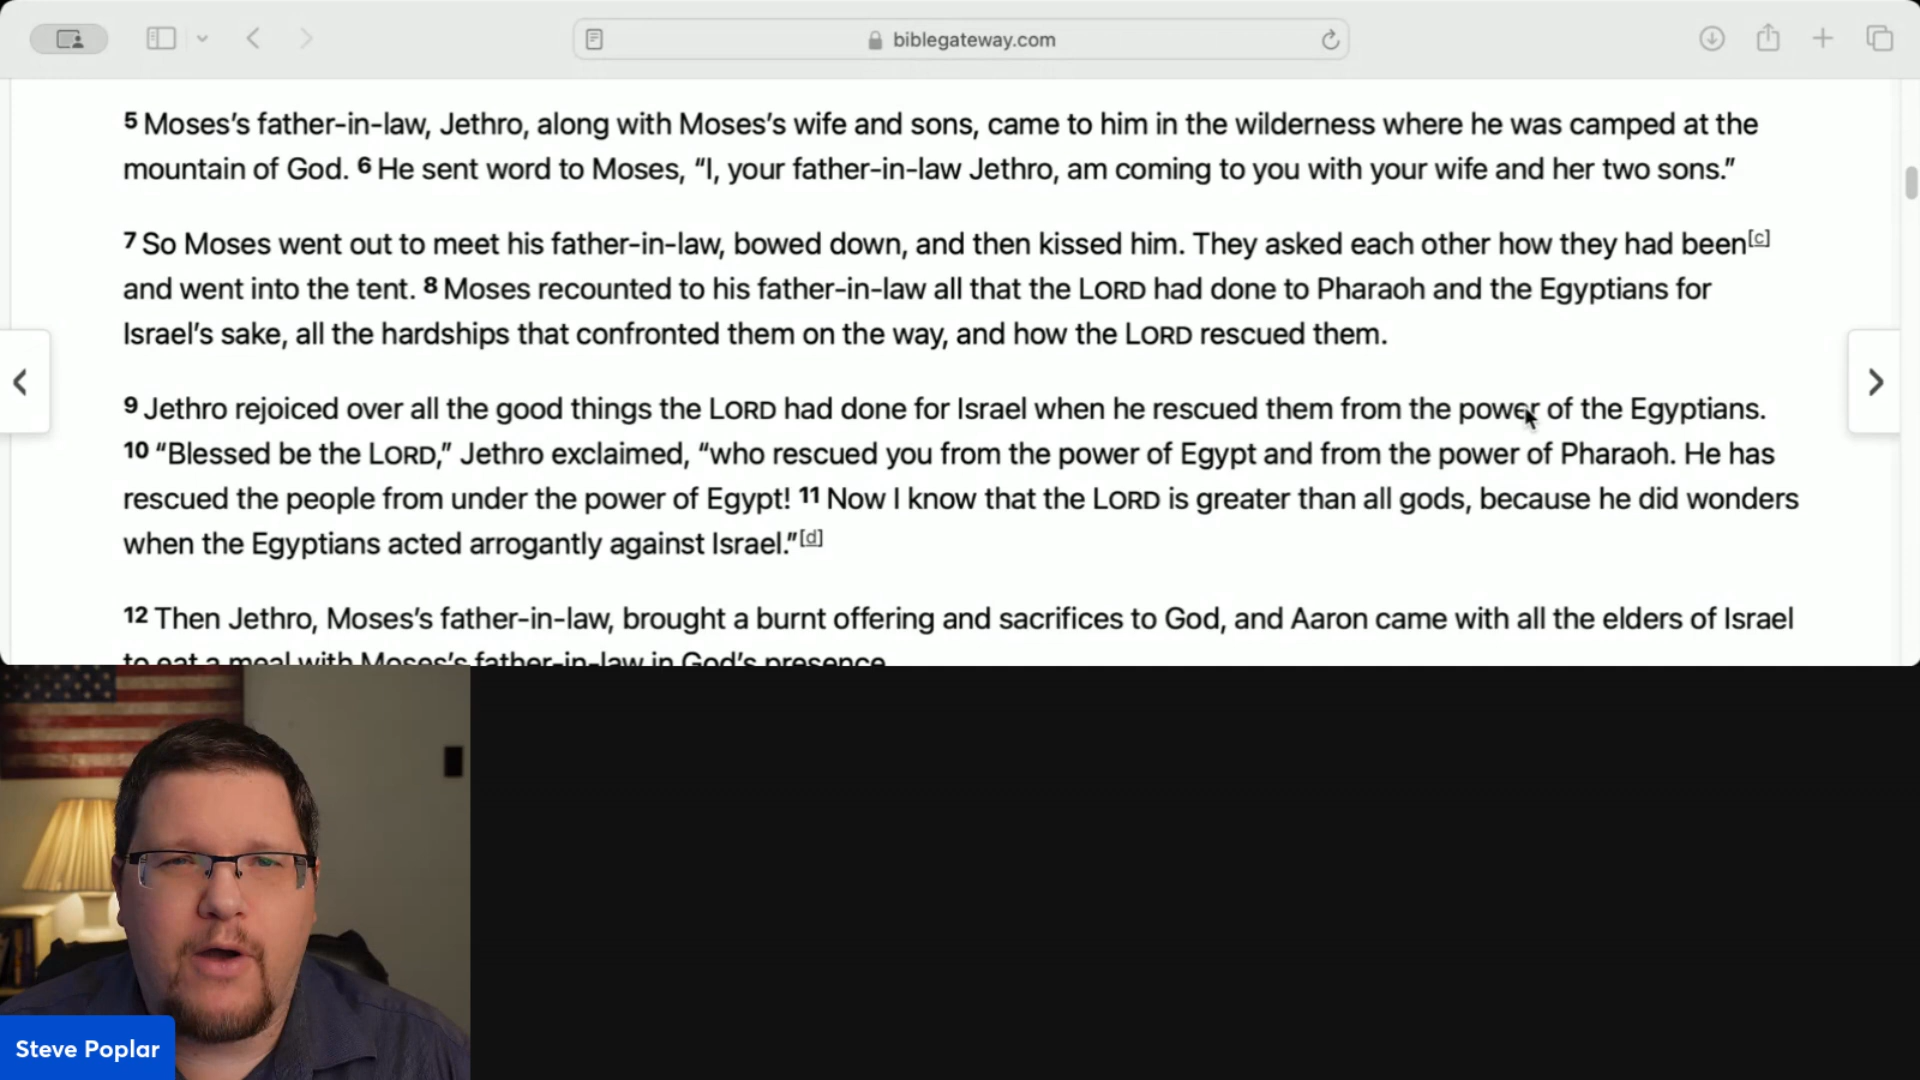 biblegateway.com
5 Moses’s father-in-law, Jethro, along with Moses’s wife and sons, came to him in the wilderness where he was camped at the
mountain of God. 6 He sent word to Moses, “I, your father-in-law Jethro, am coming to you with your wife and her two sons.”
7 So Moses went out to meet his father-in-law, bowed down, and then kissed him. They asked each other how they had been[c]
and went into the tent. 8 Moses recounted to his father-in-law all that the LORD had done to Pharaoh and the Egyptians for
Israel’s sake, all the hardships that confronted them on the way, and how the LORD rescued them.
9 Jethro rejoiced over all the good things the LORD had done for Israel when he rescued them from the power of the Egyptians.
10 “Blessed be the LORD,” Jethro exclaimed, “who rescued you from the power of Egypt and from the power of Pharaoh. He has
rescued the people from under the power of Egypt! 11 Now I know that the LORD is greater than all gods, because he did wonders
when the Egyptians acted arrogantly against Israel.”[d]
12 Then Jethro, Moses’s father-in-law, brought a burnt offering and sacrifices to God, and Aaron came with all the elders of Israel
to eat a meal with Moses’s father-in-law in God’s presence.
Steve Poplar